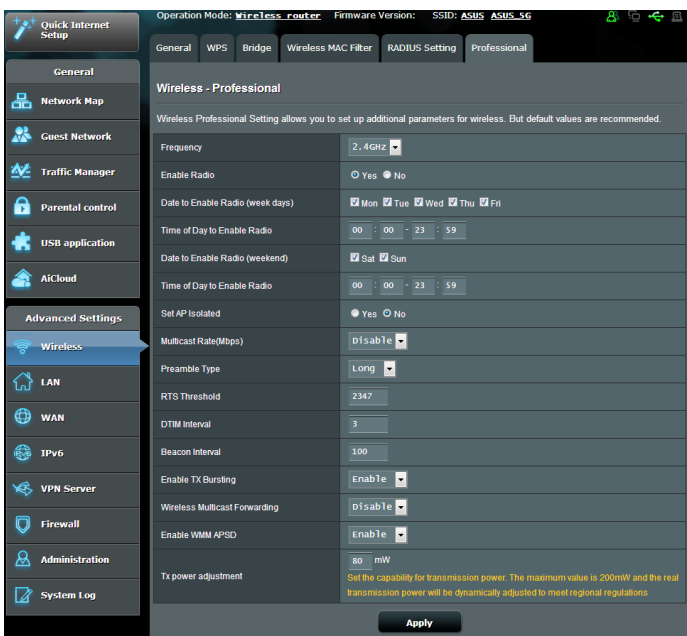 Quick Internet
Setup
General
Network Map
Guest Network
Traffic Manager
Parental control
USB application
AiCloud
Advanced Settings
Wireless
LAN
WAN
IPv6
VPN Server
Firewall
Administration
System Log
Operation Mode: Wireless router Firmware Version: SSID: ASUS ASUS_5G
General WPS Bridge Wireless MAC Filter RADIUS Setting Professional
Wireless - Professional
Wireless Professional Setting allows you to set up additional parameters for wireless. But default values are recommended.
Frequency 2.4GHz
Enable Radio Yes No
Date to Enable Radio (week days) Mon Tue Wed Thu Fri
Time of Day to Enable Radio 00 : 00 - 23 : 59
Date to Enable Radio (weekend) Sat Sun
Time of Day to Enable Radio 00 : 00 - 23 : 59
Set AP Isolated Yes No
Multicast Rate(Mbps) Disable
Preamble Type Long
RTS Threshold 2347
DTIM Interval 3
Beacon Interval 100
Enable TX Bursting Enable
Wireless Multicast Forwarding Disable
Enable WMM APSD Enable
Tx power adjustment 80 mW
Set the capability for transmission power. The maximum value is 200mW and the real
transmission power will be dynamically adjusted to meet regional regulations
Apply